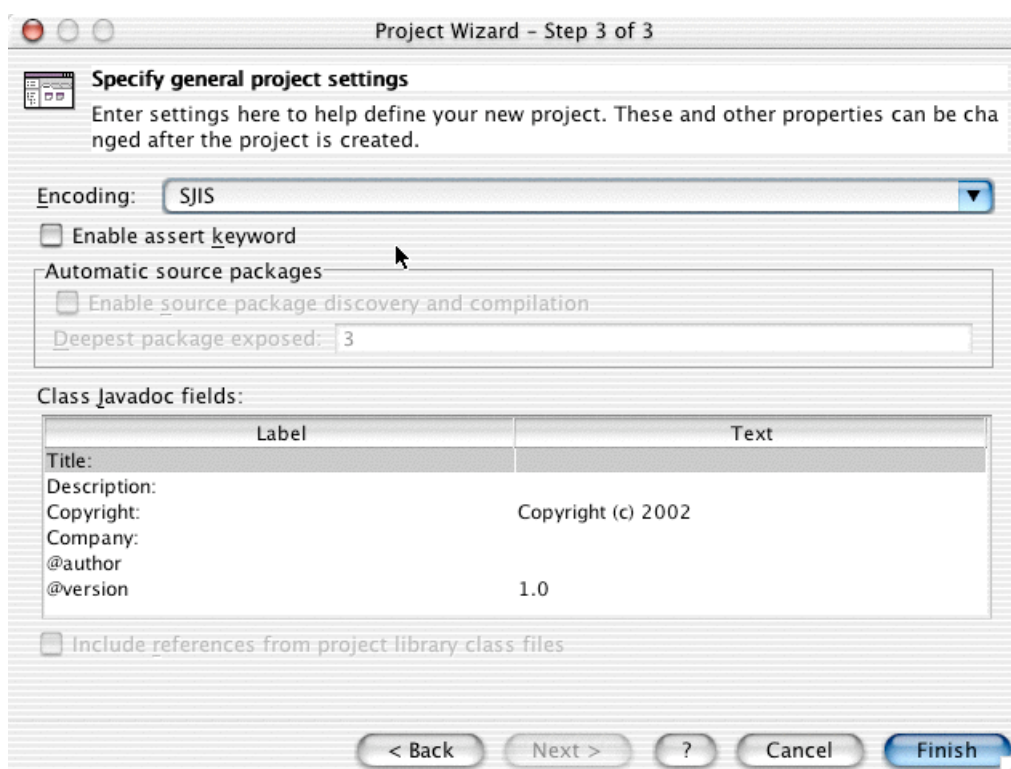 Project Wizard – Step 3 of 3
Specify general project settings
Enter settings here to help define your new project. These and other properties can be cha
nged after the project is created.
Encoding: SJIS
Enable assert keyword
Automatic source packages
Enable source package discovery and compilation
Deepest package exposed: 3
Class Javadoc fields:
Label Text
Title:
Description:
Copyright: Copyright (c) 2002
Company:
@author
@version 1.0
Include references from project library class files
< Back Next > ? Cancel Finish